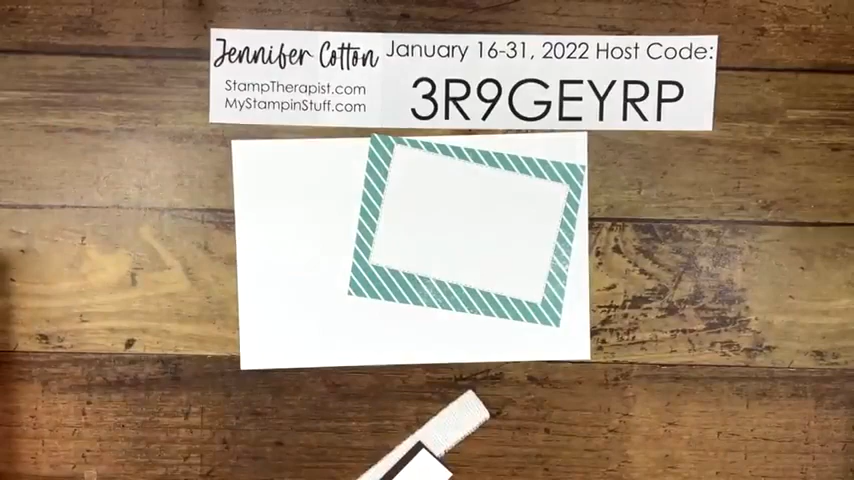 Jennifer Cotton
StampTherapist.com
MyStampinStuff.com
January 16-31, 2022 Host Code:
3R9GEYRP